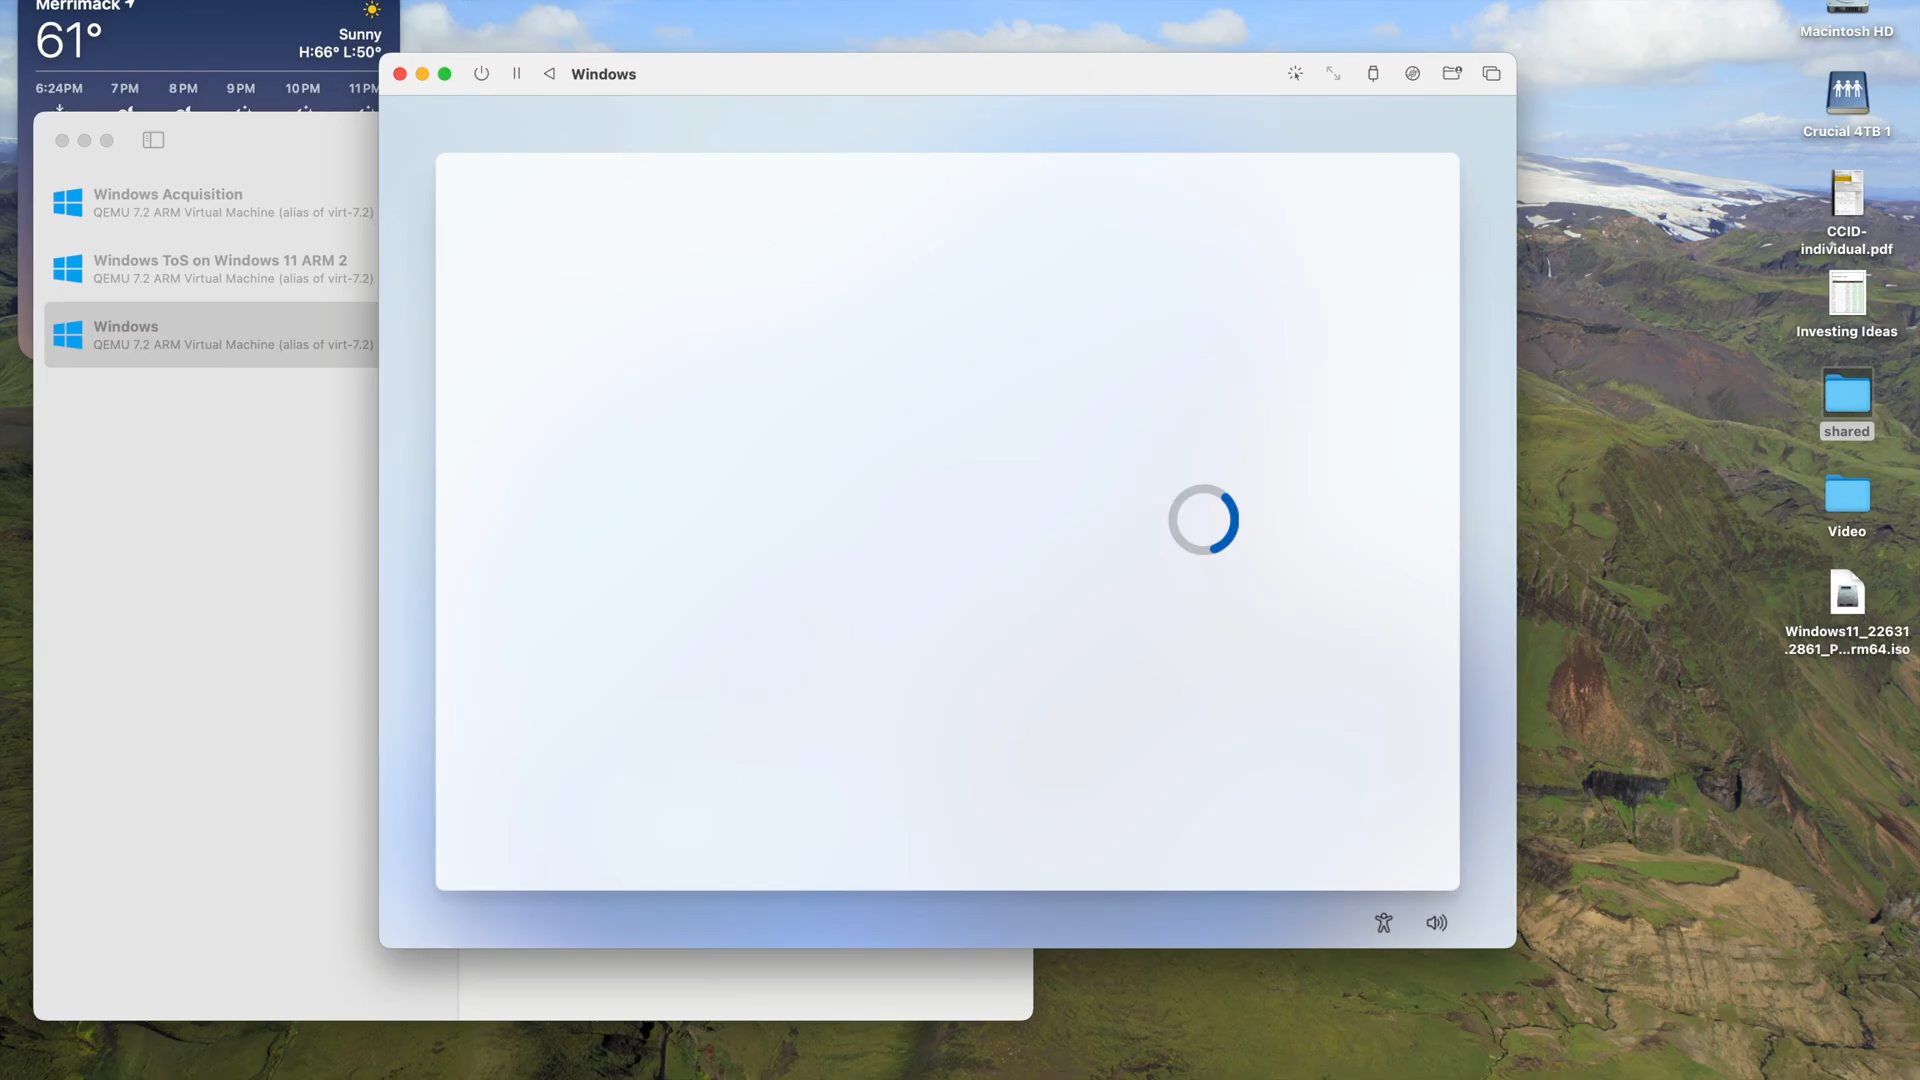 Merrimack
61°
Sunny
H:66° L:50°
6:24PM 7PM 8PM 9PM 10PM 11PM
Windows
Windows Acquisition
QEMU 7.2 ARM Virtual Machine (alias of virt-7.2)
Windows ToS on Windows 11 ARM 2
QEMU 7.2 ARM Virtual Machine (alias of virt-7.2)
Windows
QEMU 7.2 ARM Virtual Machine (alias of virt-7.2)
Macintosh HD
Crucial 4TB 1
CCID-
individual.pdf
Investing Ideas
shared
Video
Windows11_22631
.2861_P...rm64.iso